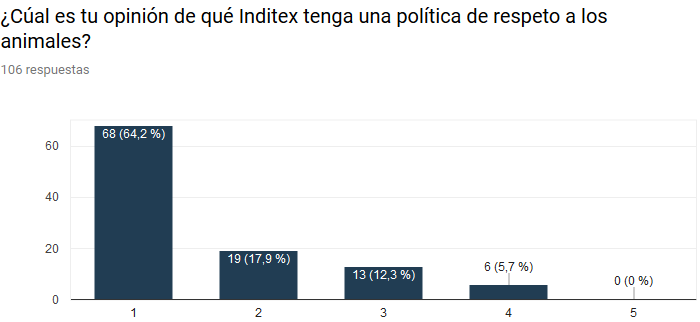 ¿Cúal es tu opinión de qué Inditex tenga una política de respeto a los
animales?
106 respuestas
60
40
20
0
68 (64,2 %)
19 (17,9 %)
13 (12,3 %)
6 (5,7 %)
0 (0 %)
1
2
3
4
5